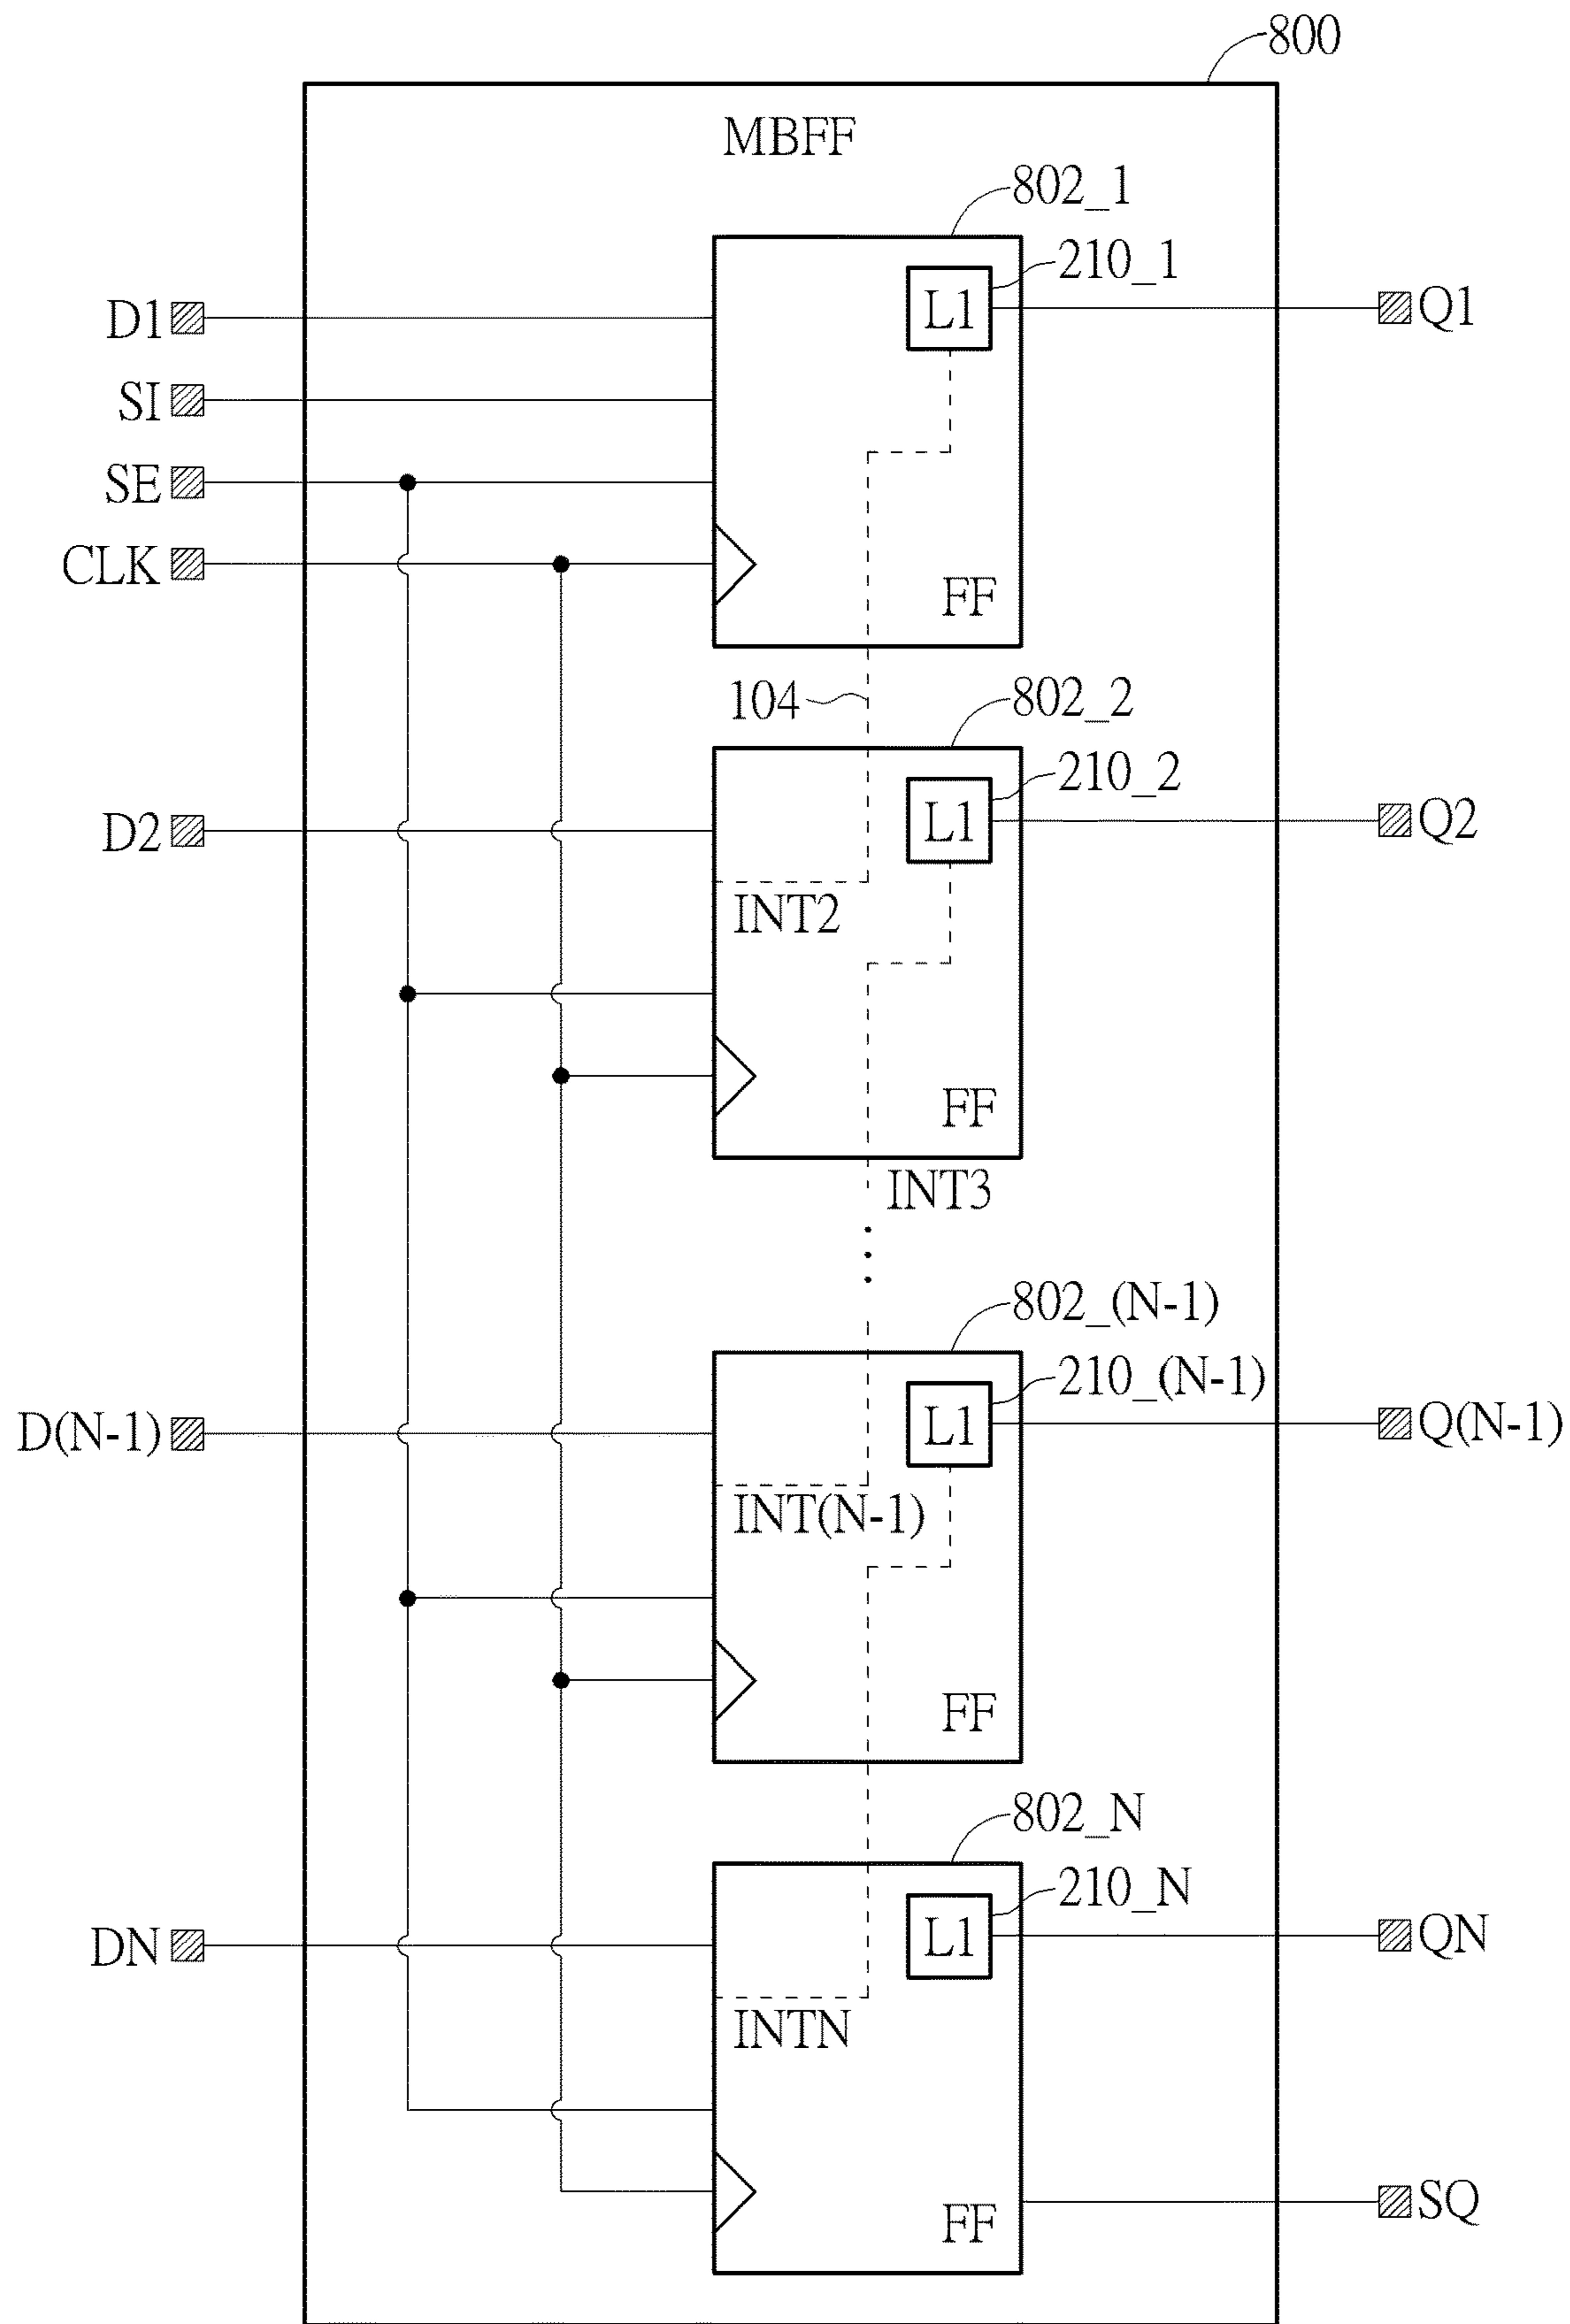 800
MBFF
802_1
210_1
L1
D1
Q1
SI
SE
CLK
FF
104
802_2
210_2
L1
D2
Q2
INT2
FF
INT3
802_(N-1)
210_(N-1)
L1
D(N-1)
Q(N-1)
INT(N-1)
FF
802_N
210_N
L1
DN
QN
INTN
SQ
FF